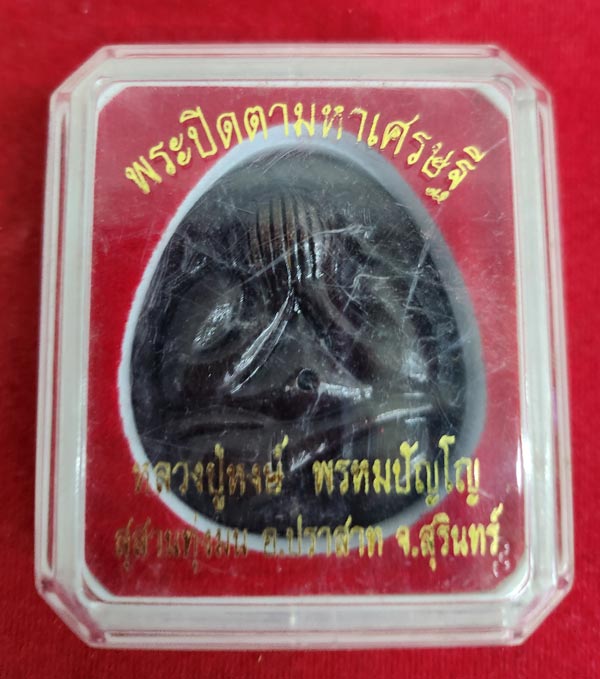 พระปิดตามหาเศรษฐี
หลวงปู่หงษ์ พรหมปัญโญ
สุสานทุ่งมน อ.ปราสาท จ.สุรินทร์